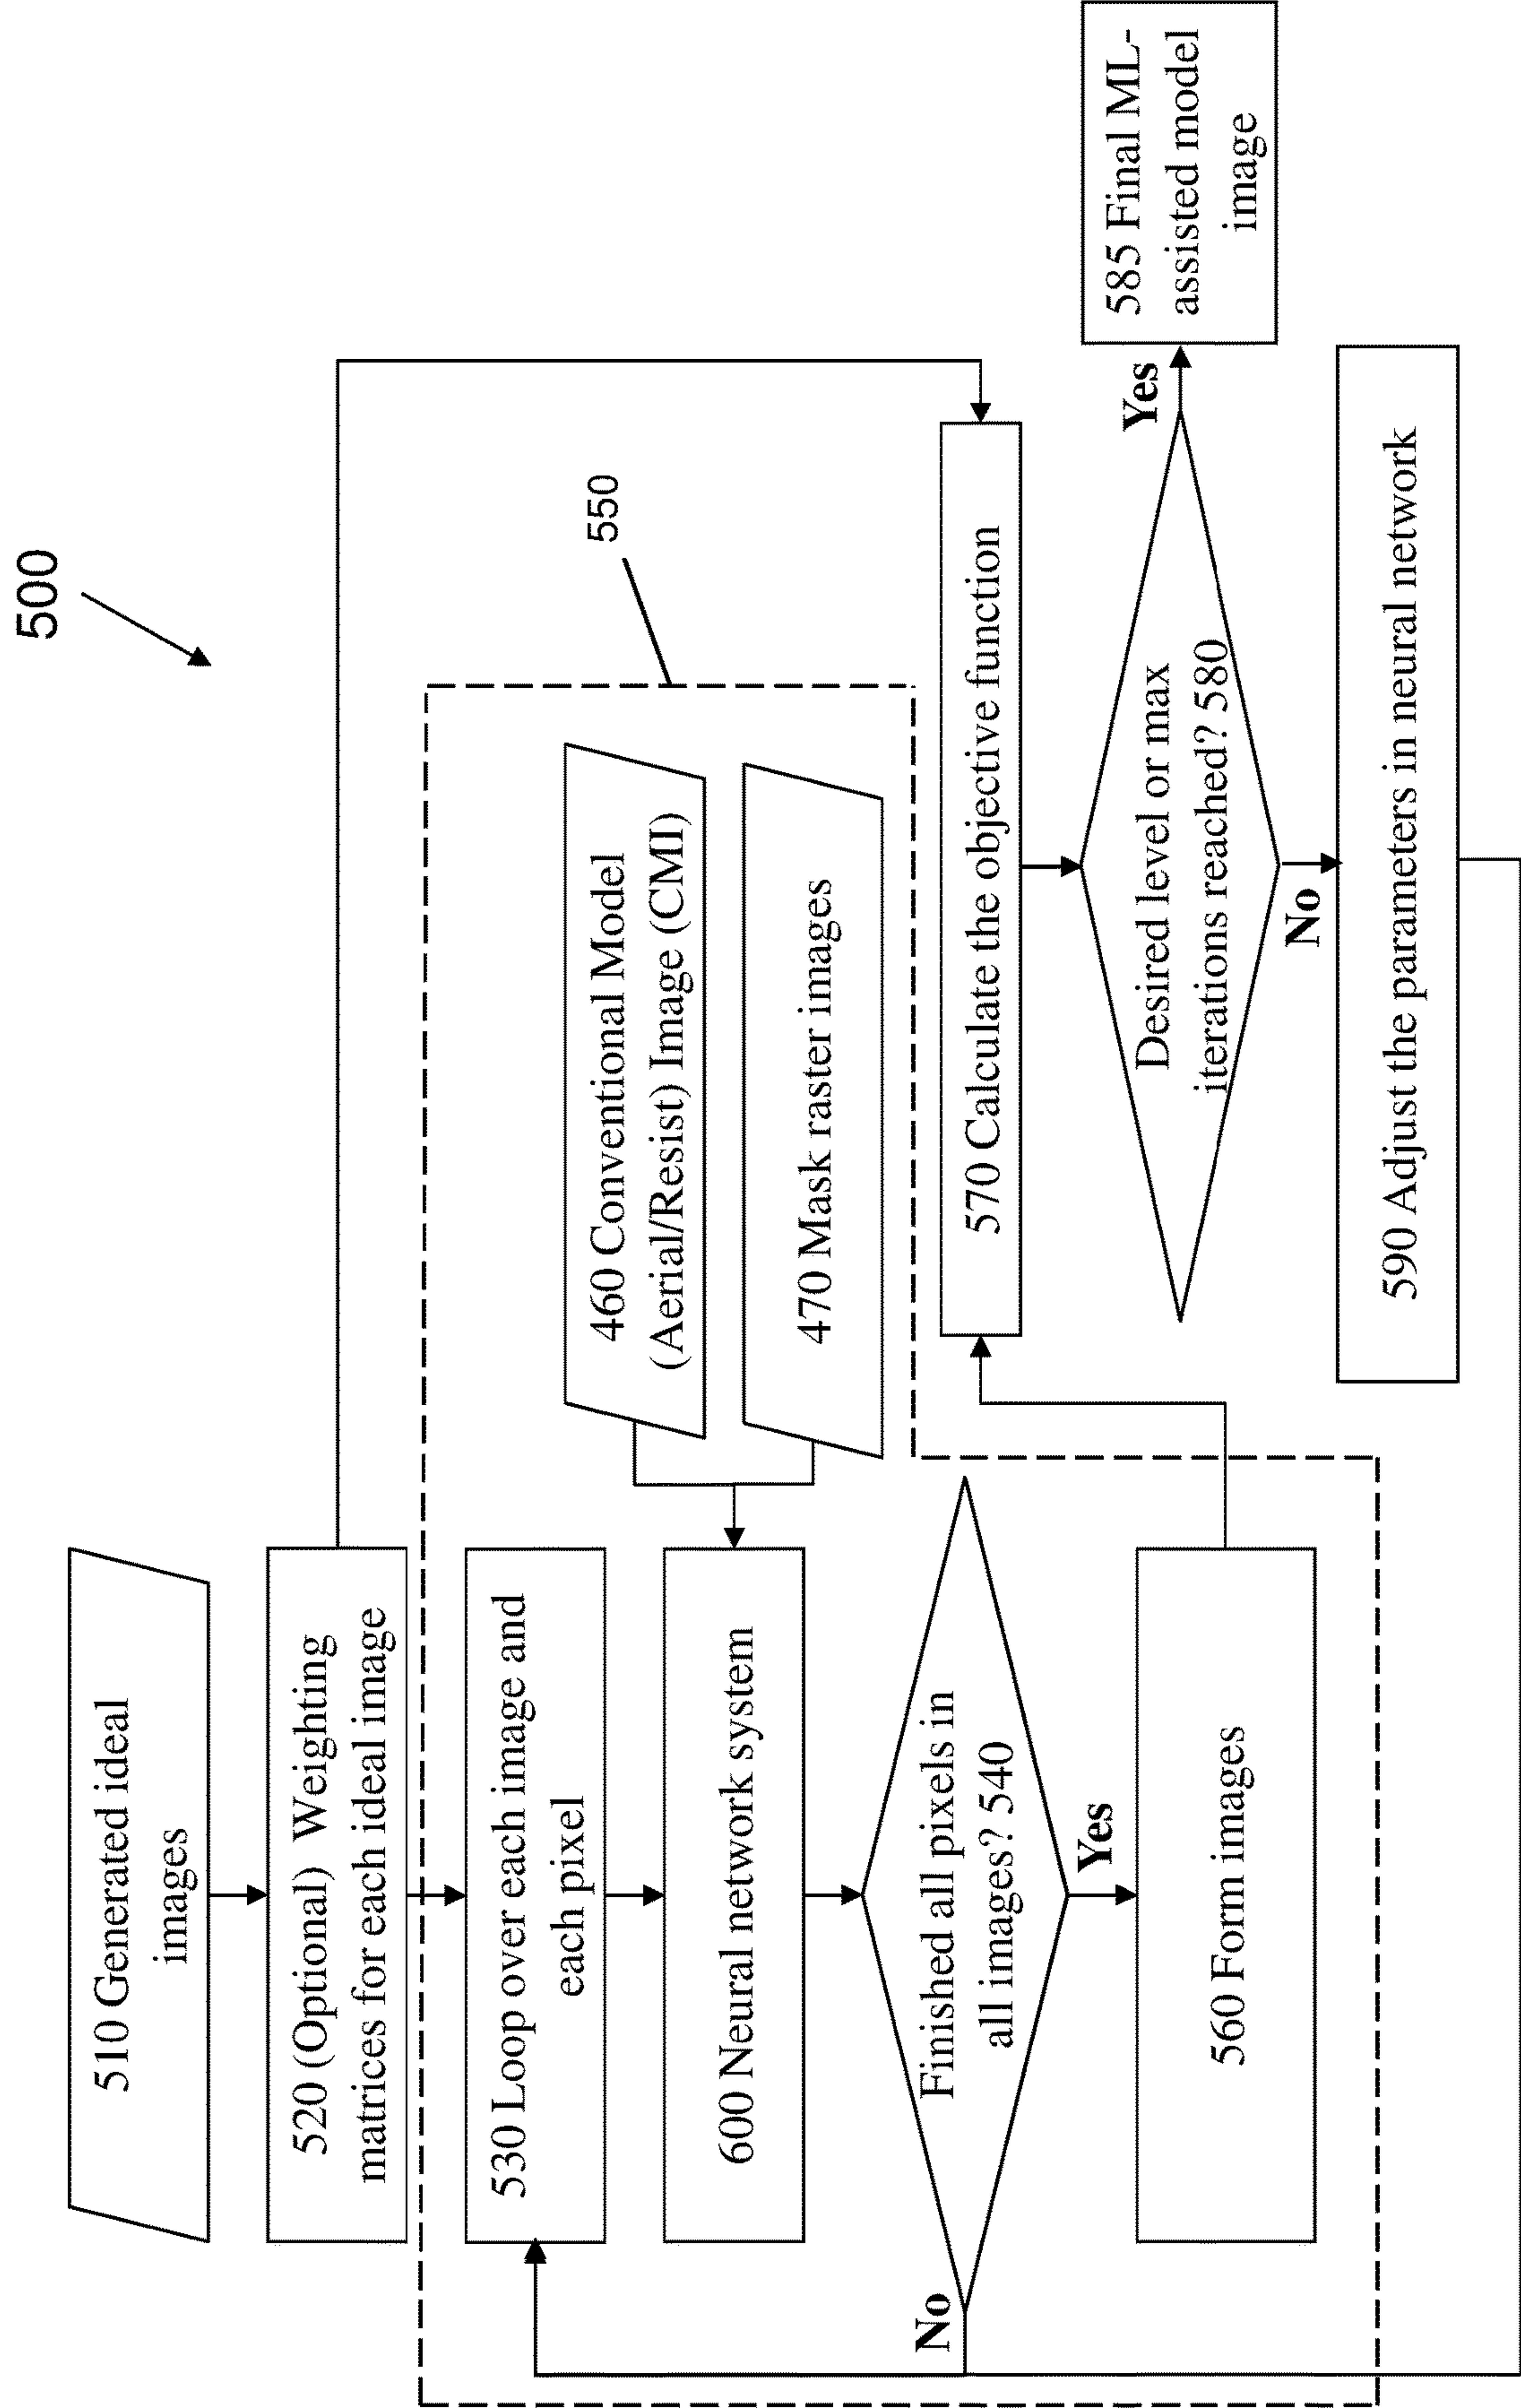 500
510 Generated ideal
images
520 (Optional) Weighting
matrices for each ideal image
530 Loop over each image and
each pixel
600 Neural network system
Finished all pixels in
all images? 540
No
Yes
560 Form images
550
460 Conventional Model
(Aerial/Resist) Image (CMI)
470 Mask raster images
570 Calculate the objective function
Desired level or max
iterations reached? 580
Yes
No
585 Final ML-
assisted model
image
590 Adjust the parameters in neural network